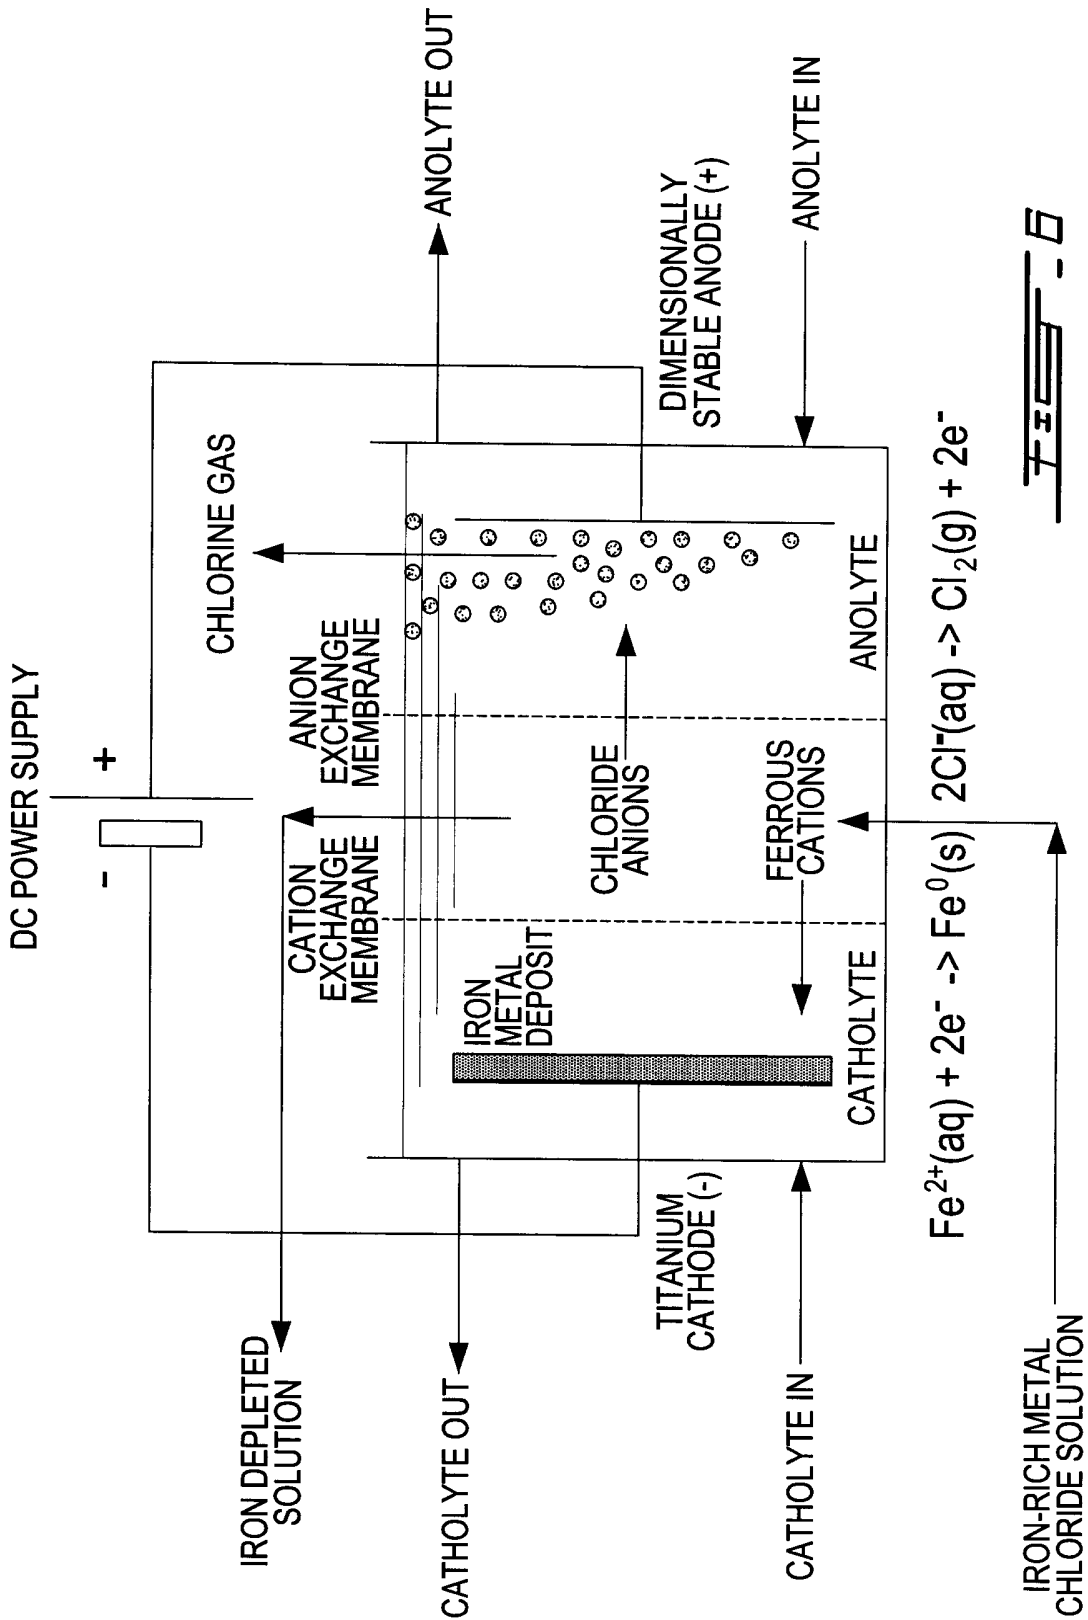 DC POWER SUPPLY
-
+
CHLORINE GAS
IRON DEPLETED
SOLUTION
CATION
EXCHANGE
MEMBRANE
ANION
EXCHANGE
MEMBRANE
CATHOLYTE OUT
ANOLYTE OUT
IRON
METAL
DEPOSIT
CHLORIDE
ANIONS
TITANIUM
CATHODE (-)
DIMENSIONALLY
STABLE ANODE (+)
FERROUS
CATIONS
CATHOLYTE IN
ANOLYTE IN
CATHOLYTE
ANOLYTE
Fe²⁺(aq) + 2e⁻ -> Fe⁰(s) 2Cl⁻(aq) -> Cl₂(g) + 2e⁻
IRON-RICH METAL
CHLORIDE SOLUTION
FIG - 6